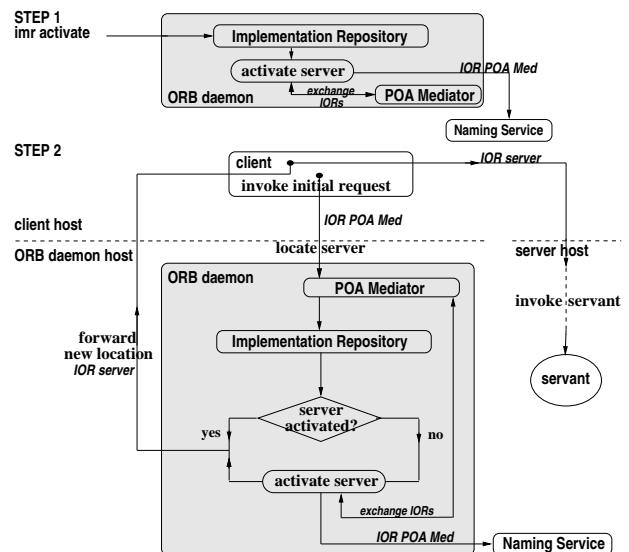 STEP 1
imr activate
Implementation Repository
activate server
IOR POA Med
exchange
IORs
POA Mediator
ORB daemon
Naming Service
STEP 2
client
IOR server
invoke initial request
IOR POA Med
client host
locate server
server host
ORB daemon host
ORB daemon
POA Mediator
invoke servant
forward
new location
IOR server
Implementation Repository
servant
server
activated?
yes
no
activate server
exchange IORs
IOR POA Med
Naming Service